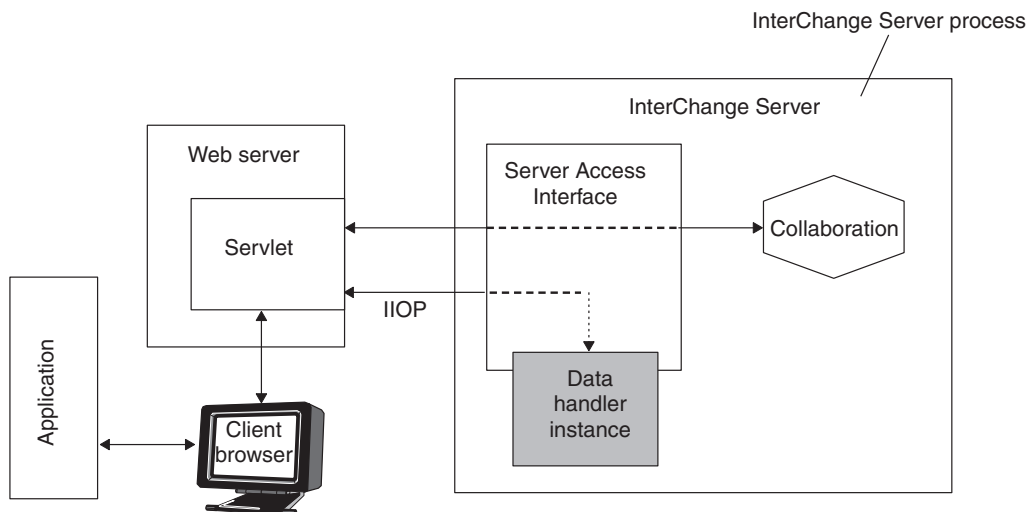 InterChange Server process
InterChange Server
Web server
Server Access
Interface
Servlet
Collaboration
IIOP
Application
Client
browser
Data
handler
instance